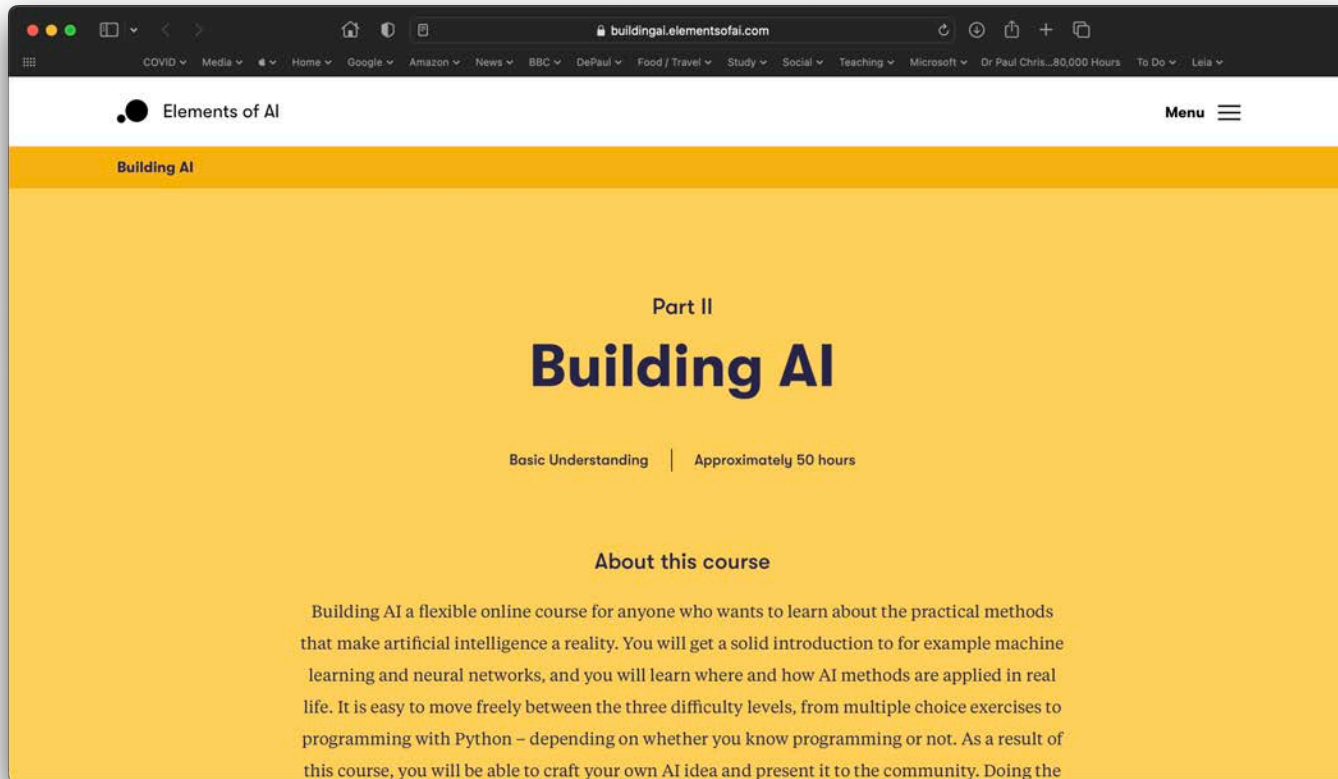 buildingai.elementsofai.com
COVID Media Home Google Amazon News BBC DePaul Food / Travel Study Social Teaching Microsoft Dr Paul Chris...80,000 Hours To Do Leia
Elements of AI
Menu
Building AI
Part II
Building AI
Basic Understanding Approximately 50 hours
About this course
Building AI a flexible online course for anyone who wants to learn about the practical methods
that make artificial intelligence a reality. You will get a solid introduction to for example machine
learning and neural networks, and you will learn where and how AI methods are applied in real
life. It is easy to move freely between the three difficulty levels, from multiple choice exercises to
programming with Python – depending on whether you know programming or not. As a result of
this course, you will be able to craft your own AI idea and present it to the community. Doing the